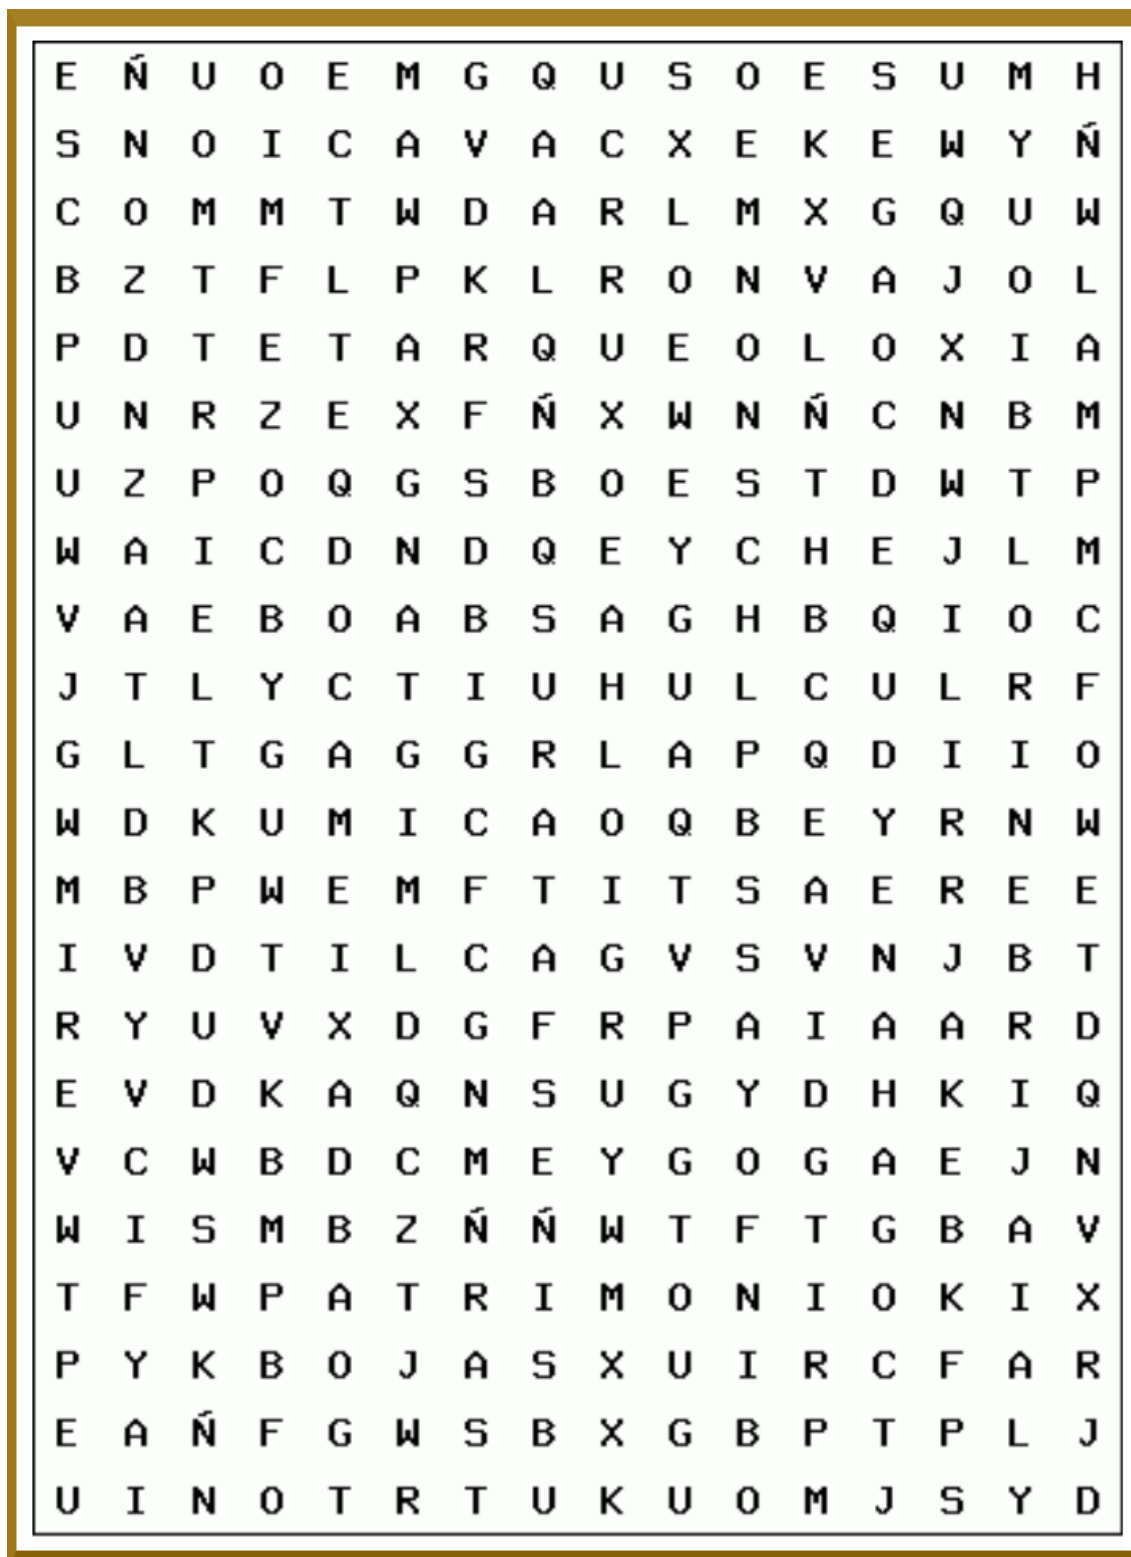 E Ñ U O E M G Q U S O E S U M H
S N O I C A V A C X E K E W Y Ñ
C O M M T W D A R L M X G Q U W
B Z T F L P K L R O N V A J O L
P D T E T A R Q U E O L O X I A
U N R Z E X F Ñ X W N Ñ C N B M
U Z P O Q G S B O E S T D W T P
W A I C D N D Q E Y C H E J L M
V A E B O A B S A G H B Q I O C
J T L Y C T I U H U L C U L R F
G L T G A G G R L A P Q D I I O
W D K U M I C A O Q B E Y R N W
M B P W E M F T I T S A E R E E
I V D T I L C A G V S V N J B T
R Y U V X D G F R P A I A A R D
E V D K A Q N S U G Y D H K I Q
V C W B D C M E Y G O G A E J N
W I S M B Z Ñ Ñ W T F T G B A V
T F W P A T R I M O N I O K I X
P Y K B O J A S X U I R C F A R
E A Ñ F G W S B X G B P T P L J
U I N O T R T U K U O M J S Y D